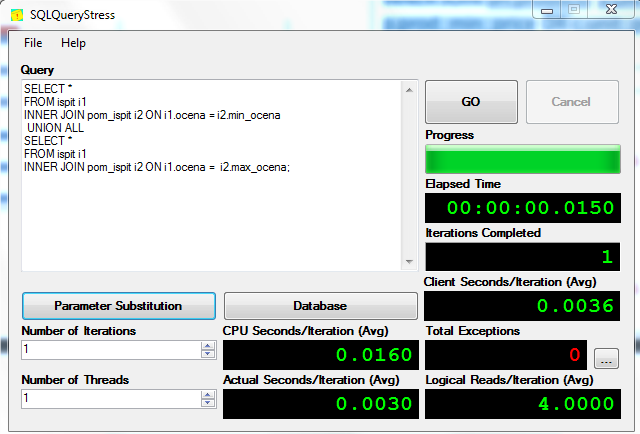 SQLQueryStress
File Help
Query
SELECT *
FROM ispit i1
INNER JOIN pom_ispit i2 ON i1.ocena = i2.min_ocena
UNION ALL
SELECT *
FROM ispit i1
INNER JOIN pom_ispit i2 ON i1.ocena = i2.max_ocena;
GO Cancel
Progress
Elapsed Time
00:00:00.0150
Iterations Completed
1
Client Seconds/Iteration (Avg)
0.0036
Parameter Substitution Database
Number of Iterations CPU Seconds/Iteration (Avg) Total Exceptions
1 0.0160 0 ...
Number of Threads Actual Seconds/Iteration (Avg) Logical Reads/Iteration (Avg)
1 0.0030 4.0000